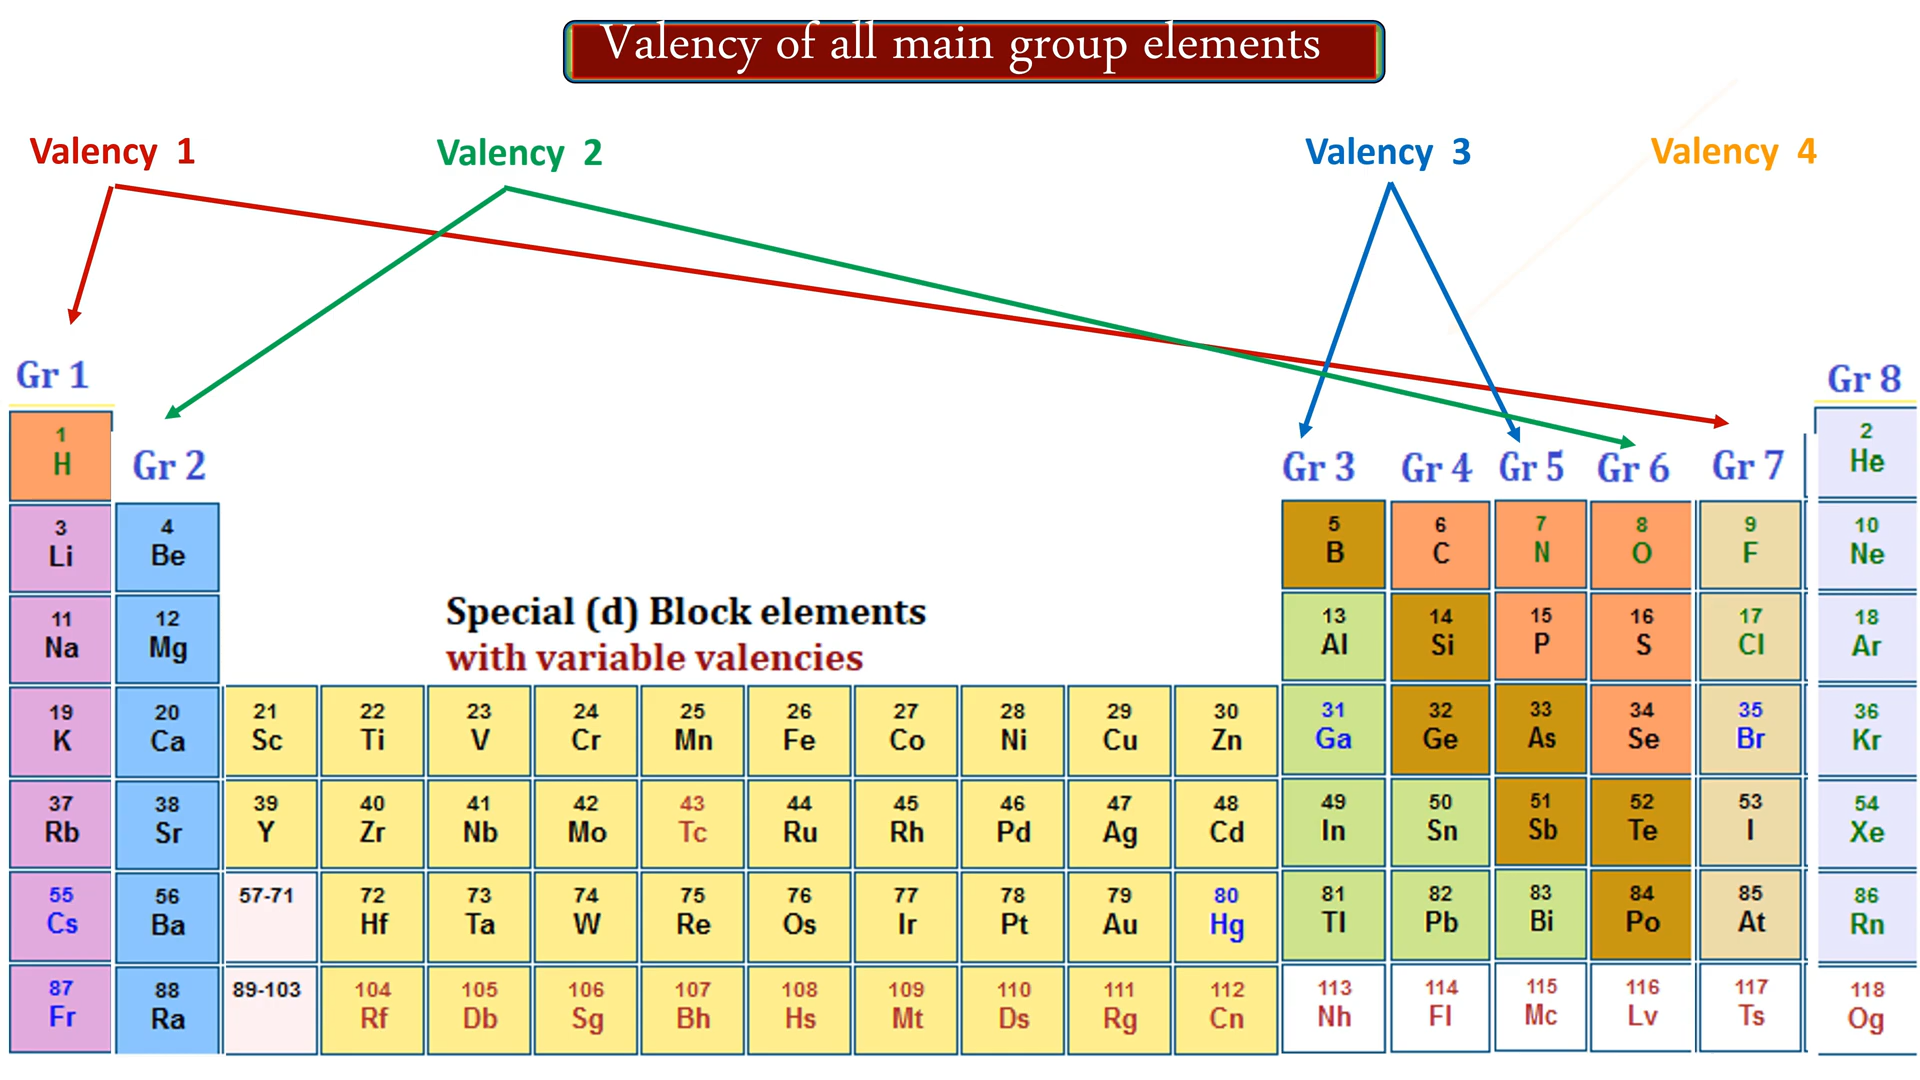 Valency of all main group elements
Valency 1 Valency 2 Valency 3 Valency 4
Gr 1 Gr 8
Gr 2 Gr 3 Gr 4 Gr 5 Gr 6 Gr 7
1 2
H He
3 4 5 6 7 8 9 10
Li Be B C N O F Ne
Special (d) Block elements
with variable valencies
11 12 13 14 15 16 17 18
Na Mg Al Si P S Cl Ar
19 20 21 22 23 24 25 26 27 28 29 30 31 32 33 34 35 36
K Ca Sc Ti V Cr Mn Fe Co Ni Cu Zn Ga Ge As Se Br Kr
37 38 39 40 41 42 43 44 45 46 47 48 49 50 51 52 53 54
Rb Sr Y Zr Nb Mo Tc Ru Rh Pd Ag Cd In Sn Sb Te I Xe
55 56 57-71 72 73 74 75 76 77 78 79 80 81 82 83 84 85 86
Cs Ba Hf Ta W Re Os Ir Pt Au Hg Tl Pb Bi Po At Rn
87 88 89-103 104 105 106 107 108 109 110 111 112 113 114 115 116 117 118
Fr Ra Rf Db Sg Bh Hs Mt Ds Rg Cn Nh Fl Mc Lv Ts Og